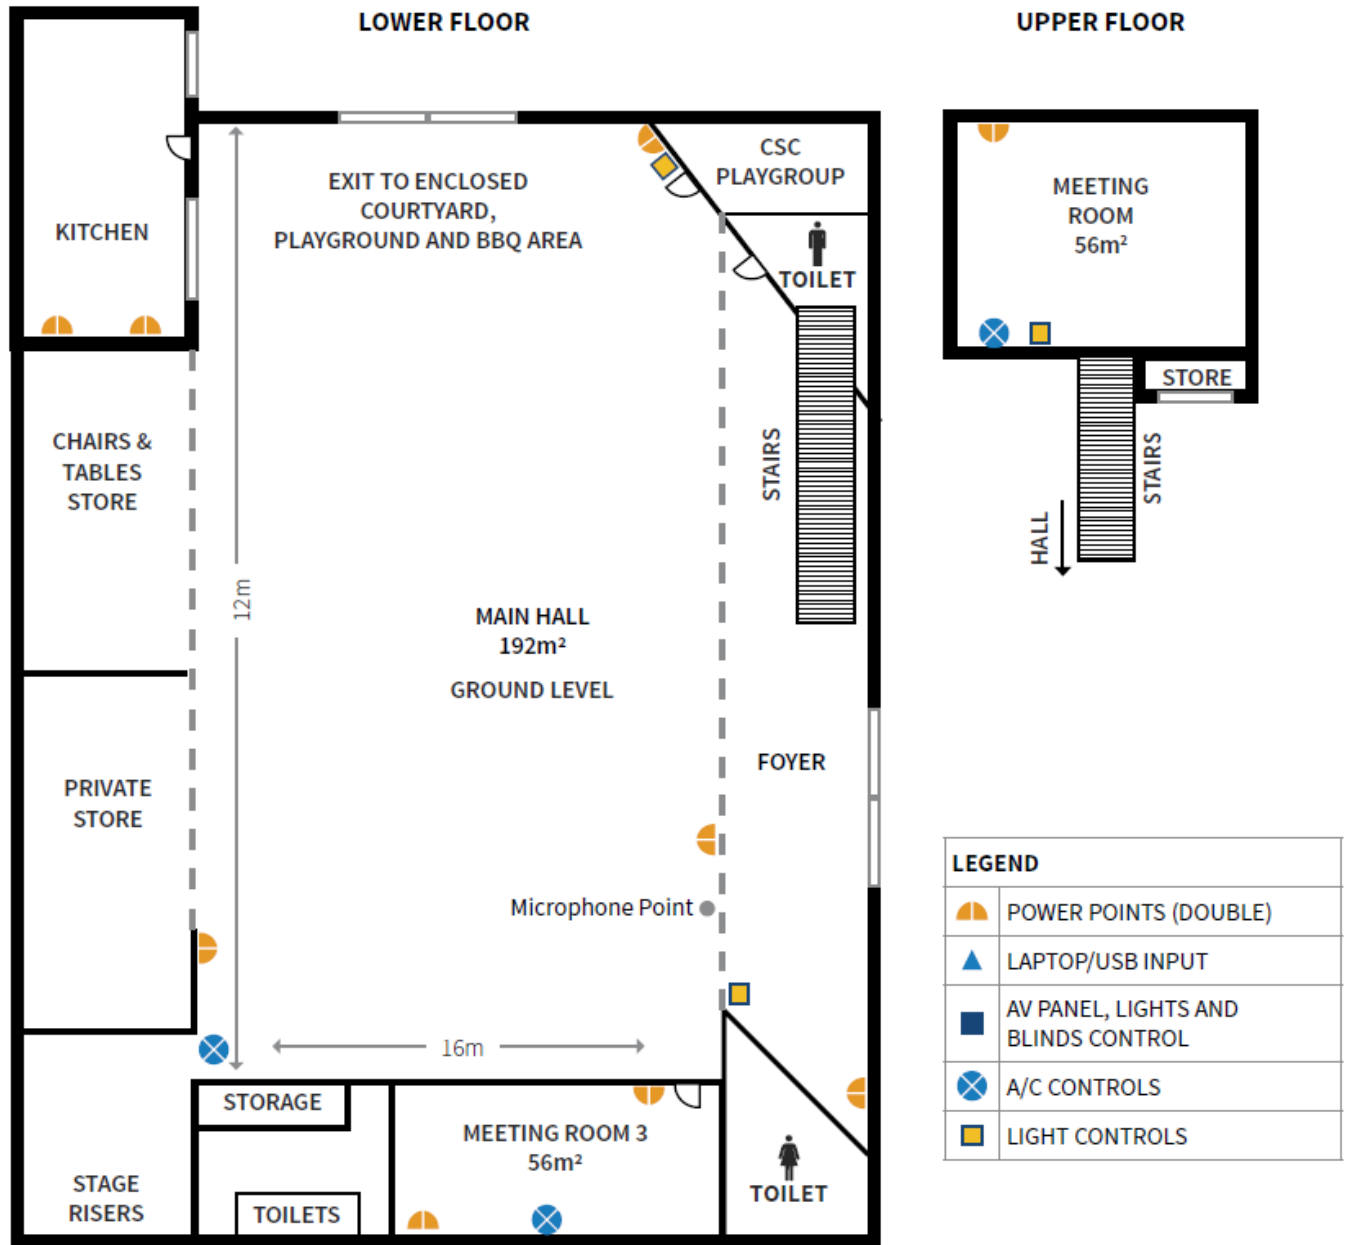 LOWER FLOOR
UPPER FLOOR
CSC
PLAYGROUP
EXIT TO ENCLOSED
COURTYARD,
PLAYGROUND AND BBQ AREA
KITCHEN
TOILET
MEETING
ROOM
56m²
STORE
STAIRS
HALL
CHAIRS &
TABLES
STORE
STAIRS
12m
MAIN HALL
192m²
GROUND LEVEL
FOYER
PRIVATE
STORE
Microphone Point
16m
STORAGE
MEETING ROOM 3
56m²
STAGE
RISERS
TOILETS
TOILET
LEGEND
POWER POINTS (DOUBLE)
LAPTOP/USB INPUT
AV PANEL, LIGHTS AND
BLINDS CONTROL
A/C CONTROLS
LIGHT CONTROLS